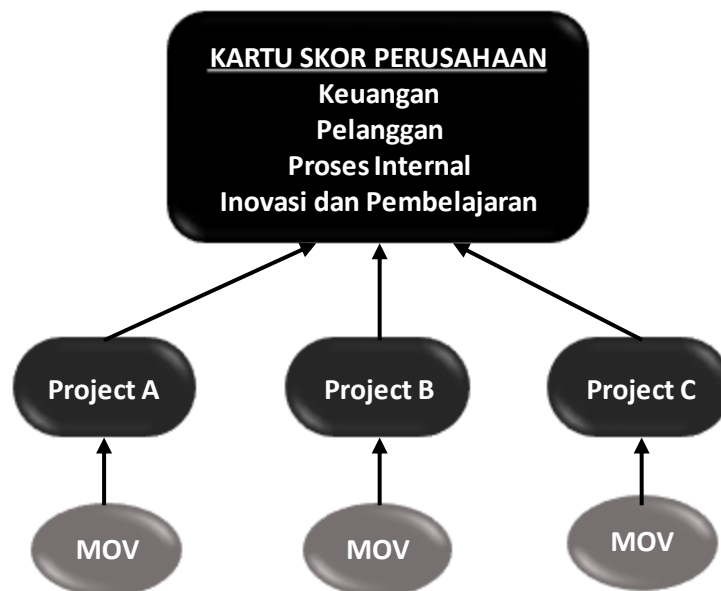 KARTU SKOR PERUSAHAAN
Keuangan
Pelanggan
Proses Internal
Inovasi dan Pembelajaran
Project A
Project B
Project C
MOV
MOV
MOV